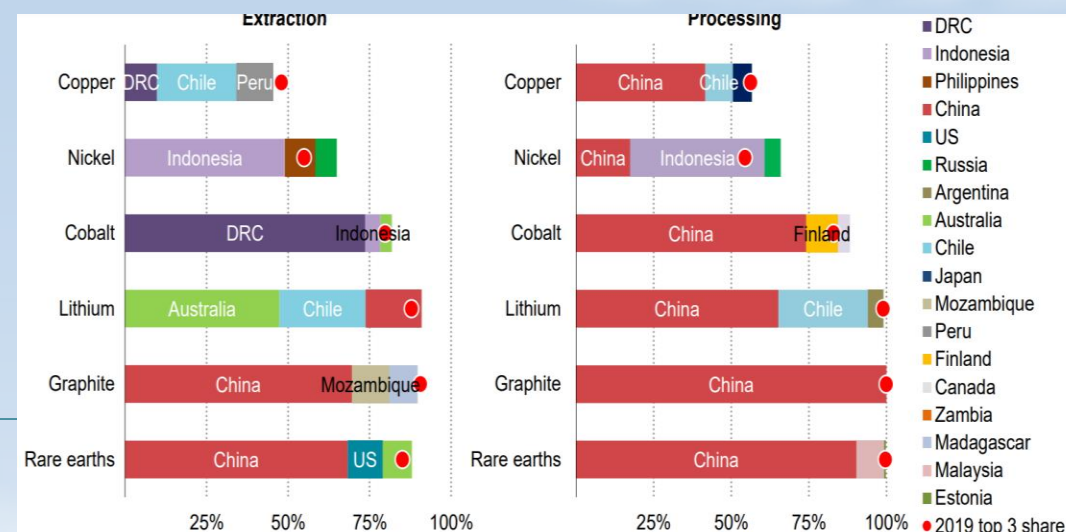 Extraction
Copper
DRC
Chile
Peru
Nickel
Indonesia
Cobalt
DRC
Indonesia
Lithium
Australia
Chile
Graphite
China
Mozambique
Rare earths
China
US
25%
50%
75%
100%
Processing
Copper
China
Chile
Nickel
China
Indonesia
Cobalt
China
Finland
Lithium
China
Chile
Graphite
China
Rare earths
China
25%
50%
75%
100%
DRC
Indonesia
Philippines
China
US
Russia
Argentina
Australia
Chile
Japan
Mozambique
Peru
Finland
Canada
Zambia
Madagascar
Malaysia
Estonia
2019 top 3 share